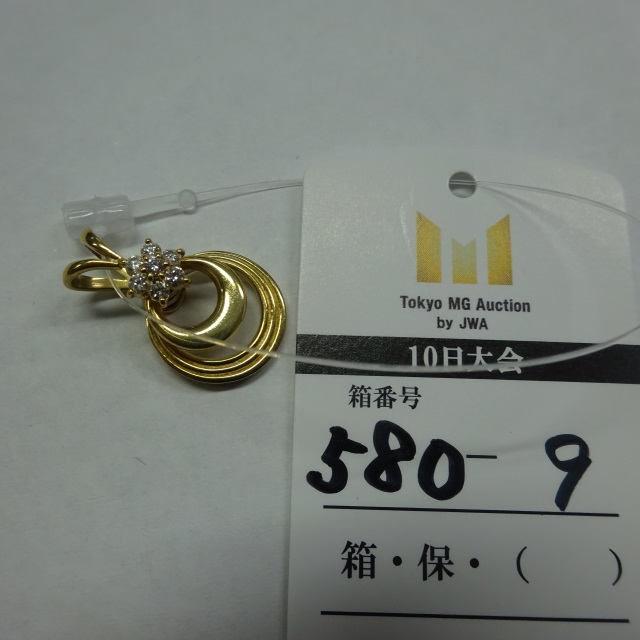 Tokyo MG Auction
by JWA
10日大会
箱番号
580-9
箱・保・（　　）